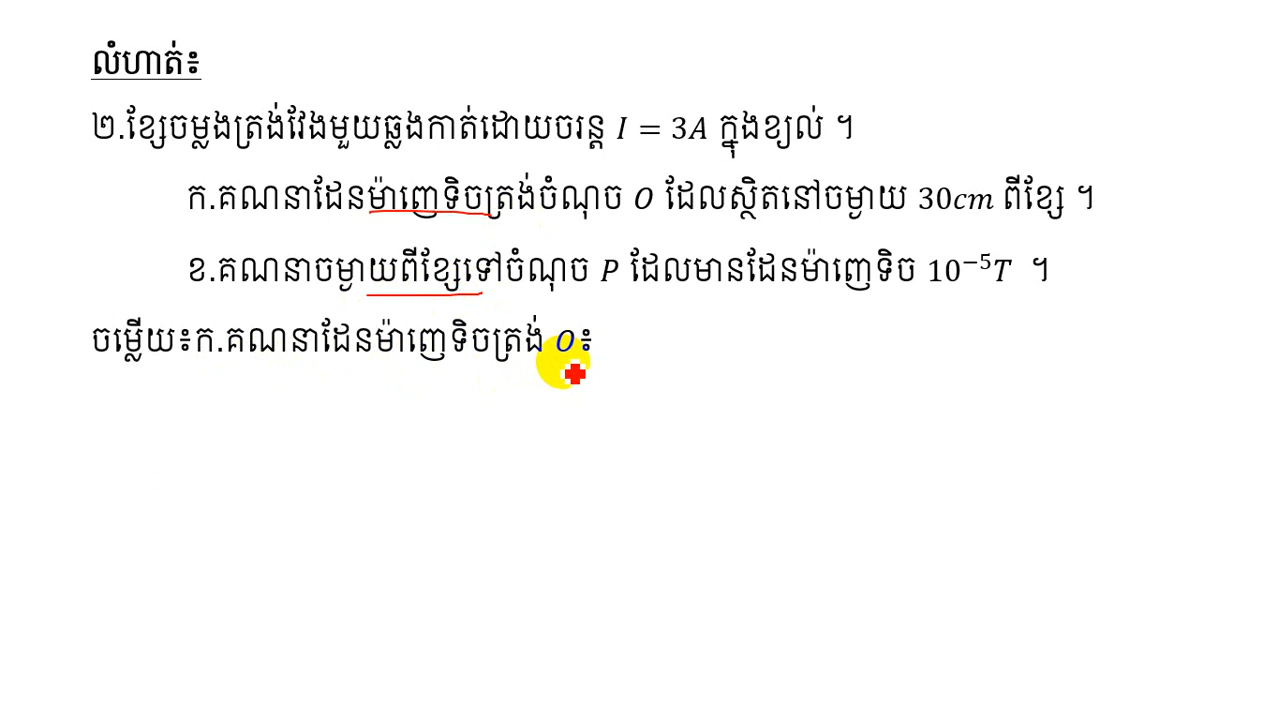 លំហាត់៖
២.ខ្សែចម្លងត្រង់វែងមួយឆ្លងកាត់ដោយចរន្ត I = 3A ក្នុងខ្យល់ ។
ក.គណនាដែនម៉ាញេទិចត្រង់ចំណុច O ដែលស្ថិតនៅចម្ងាយ 30cm ពីខ្សែ ។
ខ.គណនាចម្ងាយពីខ្សែទៅចំណុច P ដែលមានដែនម៉ាញេទិច 10⁻⁵T ។
ចម្លើយ៖ក.គណនាដែនម៉ាញេទិចត្រង់ O៖